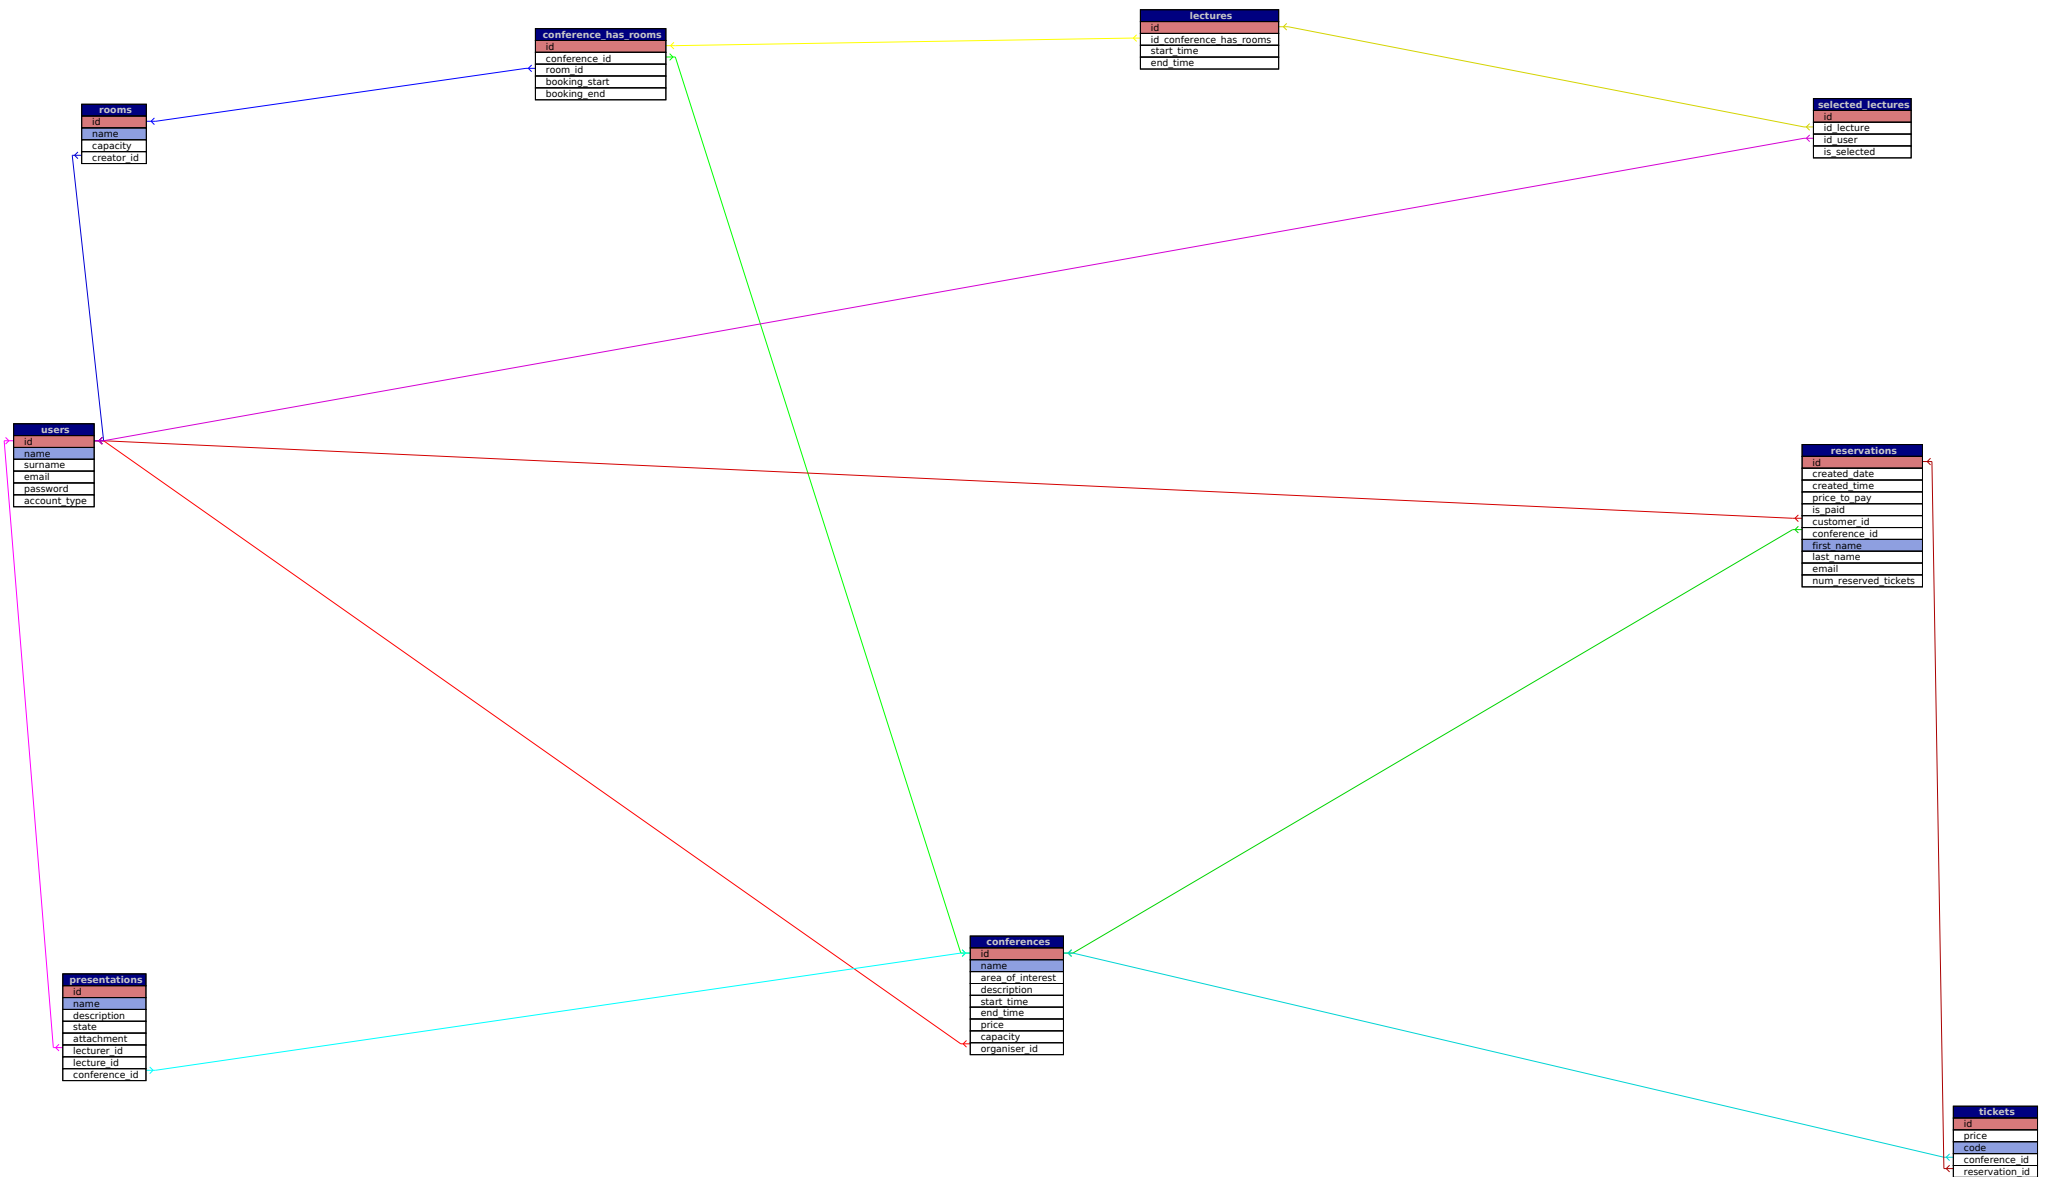 lectures
id
id_conference_has_rooms
start_time
end_time
conference_has_rooms
id
conference_id
room_id
booking_start
booking_end
selected_lectures
id
id_lecture
id_user
is_selected
rooms
id
name
capacity
creator_id
users
id
name
surname
email
password
account_type
reservations
id
created_date
created_time
price_to_pay
is_paid
customer_id
conference_id
first_name
last_name
email
num_reserved_tickets
conferences
id
name
area_of_interest
description
start_time
end_time
price
capacity
organiser_id
presentations
id
name
description
state
attachment
lecturer_id
lecture_id
conference_id
tickets
id
price
code
conference_id
reservation_id